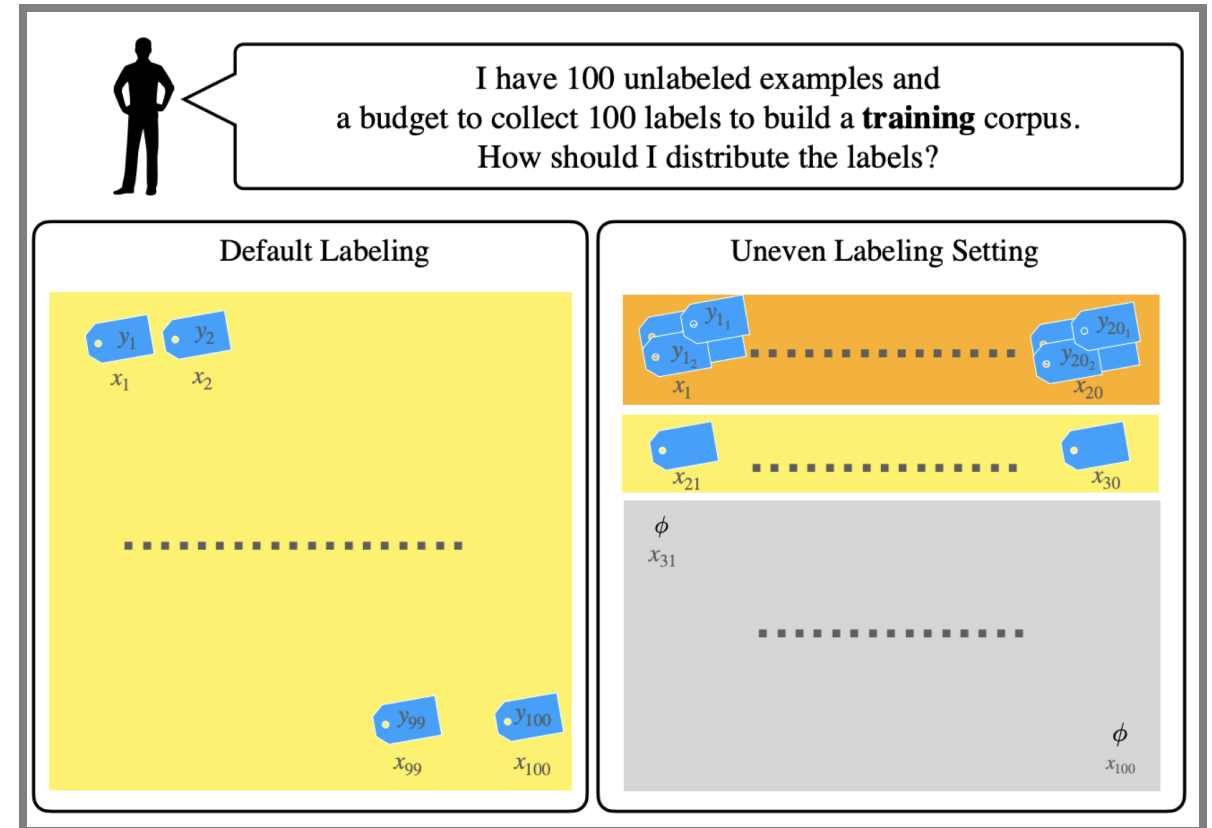 I have 100 unlabeled examples and
a budget to collect 100 labels to build a training corpus.
How should I distribute the labels?
Default Labeling
y₁ y₂
x₁ x₂
y₉₉ y₁₀₀
x₉₉ x₁₀₀
Uneven Labeling Setting
y₁₁ y₂₀₁
y₁₂ y₂₀₂
x₁ x₂₀
x₂₁ x₃₀
ϕ
x₃₁
ϕ
x₁₀₀